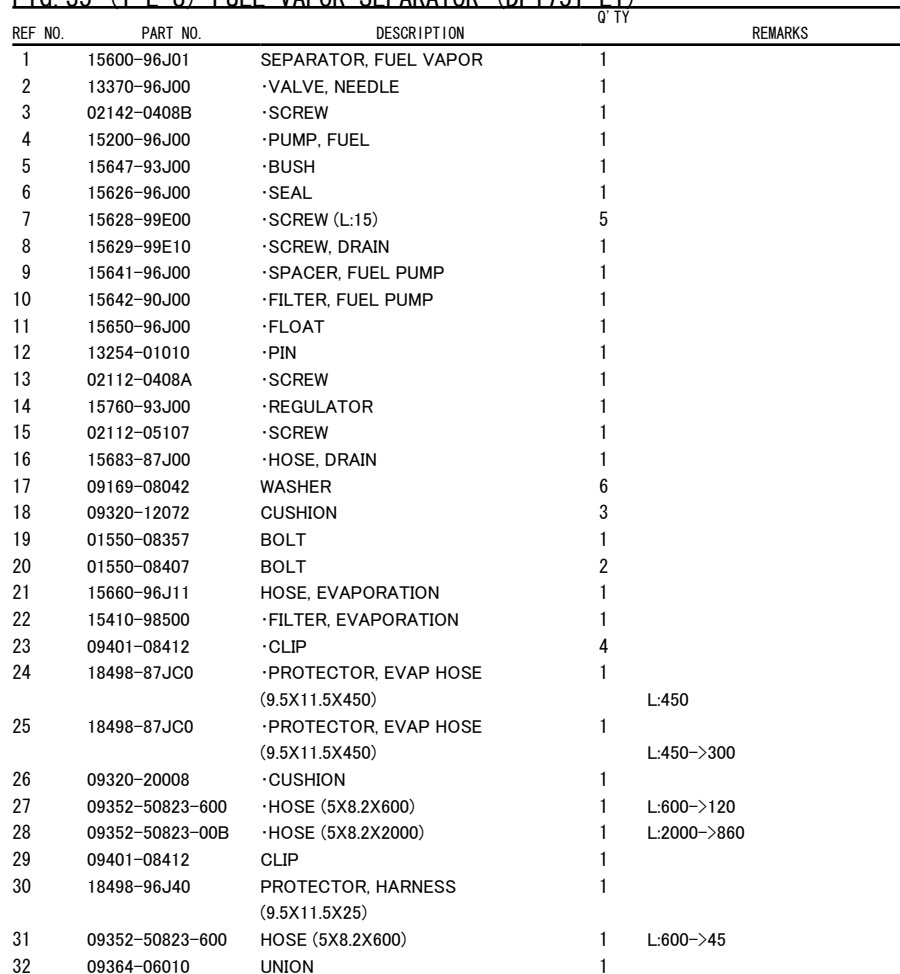 REF NO. PART NO. DESCRIPTION Q'TY REMARKS
1 15600-96J01 SEPARATOR, FUEL VAPOR 1
2 13370-96J00 ·VALVE, NEEDLE 1
3 02142-0408B ·SCREW 1
4 15200-96J00 ·PUMP, FUEL 1
5 15647-93J00 ·BUSH 1
6 15626-96J00 ·SEAL 1
7 15628-99E00 ·SCREW (L:15) 5
8 15629-99E10 ·SCREW, DRAIN 1
9 15641-96J00 ·SPACER, FUEL PUMP 1
10 15642-90J00 ·FILTER, FUEL PUMP 1
11 15650-96J00 ·FLOAT 1
12 13254-01010 ·PIN 1
13 02112-0408A ·SCREW 1
14 15760-93J00 ·REGULATOR 1
15 02112-05107 ·SCREW 1
16 15683-87J00 ·HOSE, DRAIN 1
17 09169-08042 WASHER 6
18 09320-12072 CUSHION 3
19 01550-08357 BOLT 1
20 01550-08407 BOLT 2
21 15660-96J11 HOSE, EVAPORATION 1
22 15410-98500 ·FILTER, EVAPORATION 1
23 09401-08412 ·CLIP 4
24 18498-87JC0 ·PROTECTOR, EVAP HOSE 1
(9.5X11.5X450) L:450
25 18498-87JC0 ·PROTECTOR, EVAP HOSE 1
(9.5X11.5X450) L:450->300
26 09320-20008 ·CUSHION 1
27 09352-50823-600 ·HOSE (5X8.2X600) 1 L:600->120
28 09352-50823-00B ·HOSE (5X8.2X2000) 1 L:2000->860
29 09401-08412 CLIP 1
30 18498-96J40 PROTECTOR, HARNESS 1
(9.5X11.5X25)
31 09352-50823-600 HOSE (5X8.2X600) 1 L:600->45
32 09364-06010 UNION 1